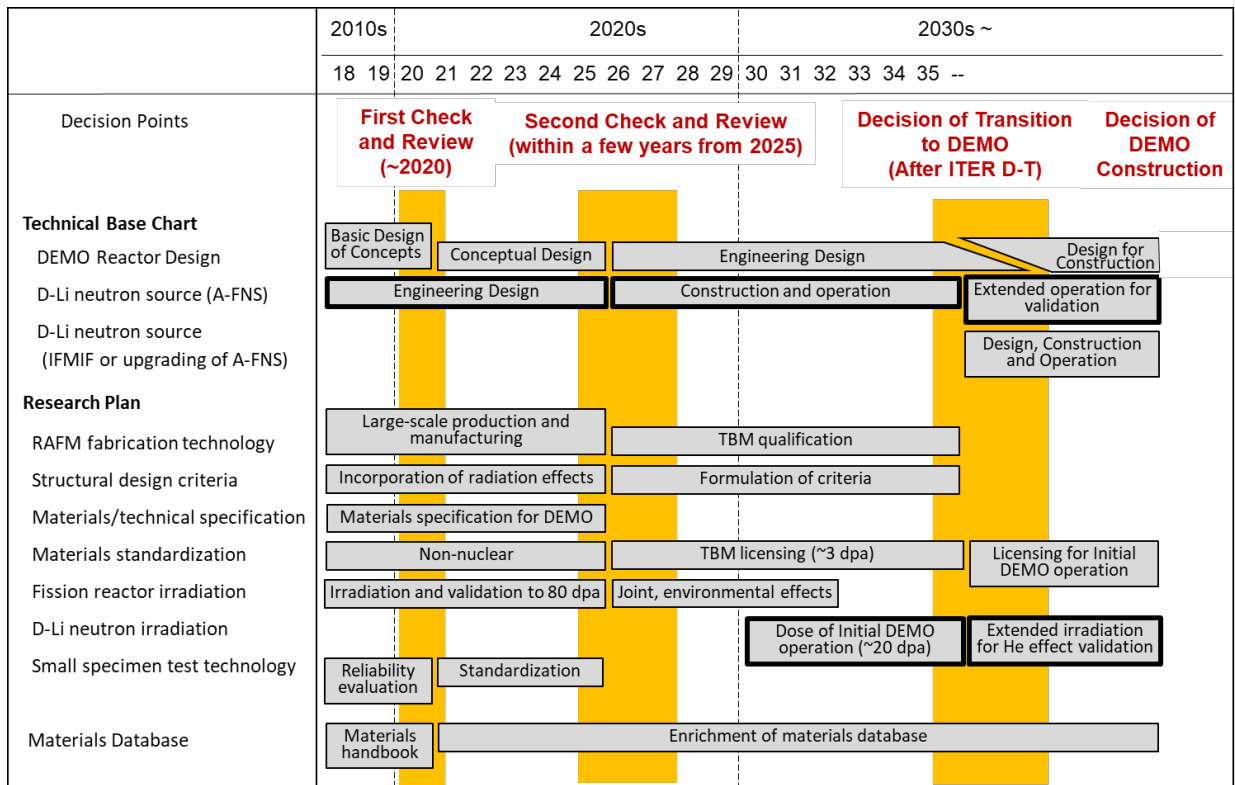 2010s 2020s 2030s ~
18 19 20 21 22 23 24 25 26 27 28 29 30 31 32 33 34 35 --
Decision Points
First Check
and Review
(~2020)
Second Check and Review
(within a few years from 2025)
Decision of Transition
to DEMO
(After ITER D-T)
Decision of
DEMO
Construction
Technical Base Chart
DEMO Reactor Design
Basic Design
of Concepts
Conceptual Design
Engineering Design
Design for
Construction
D-Li neutron source (A-FNS)
Engineering Design
Construction and operation
Extended operation for
validation
D-Li neutron source
(IFMIF or upgrading of A-FNS)
Design, Construction
and Operation
Research Plan
RAFM fabrication technology
Large-scale production and
manufacturing
TBM qualification
Structural design criteria
Incorporation of radiation effects
Formulation of criteria
Materials/technical specification
Materials specification for DEMO
Materials standardization
Non-nuclear
TBM licensing (~3 dpa)
Licensing for Initial
DEMO operation
Fission reactor irradiation
Irradiation and validation to 80 dpa
Joint, environmental effects
D-Li neutron irradiation
Dose of Initial DEMO
operation (~20 dpa)
Extended irradiation
for He effect validation
Small specimen test technology
Reliability
evaluation
Standardization
Materials Database
Materials
handbook
Enrichment of materials database